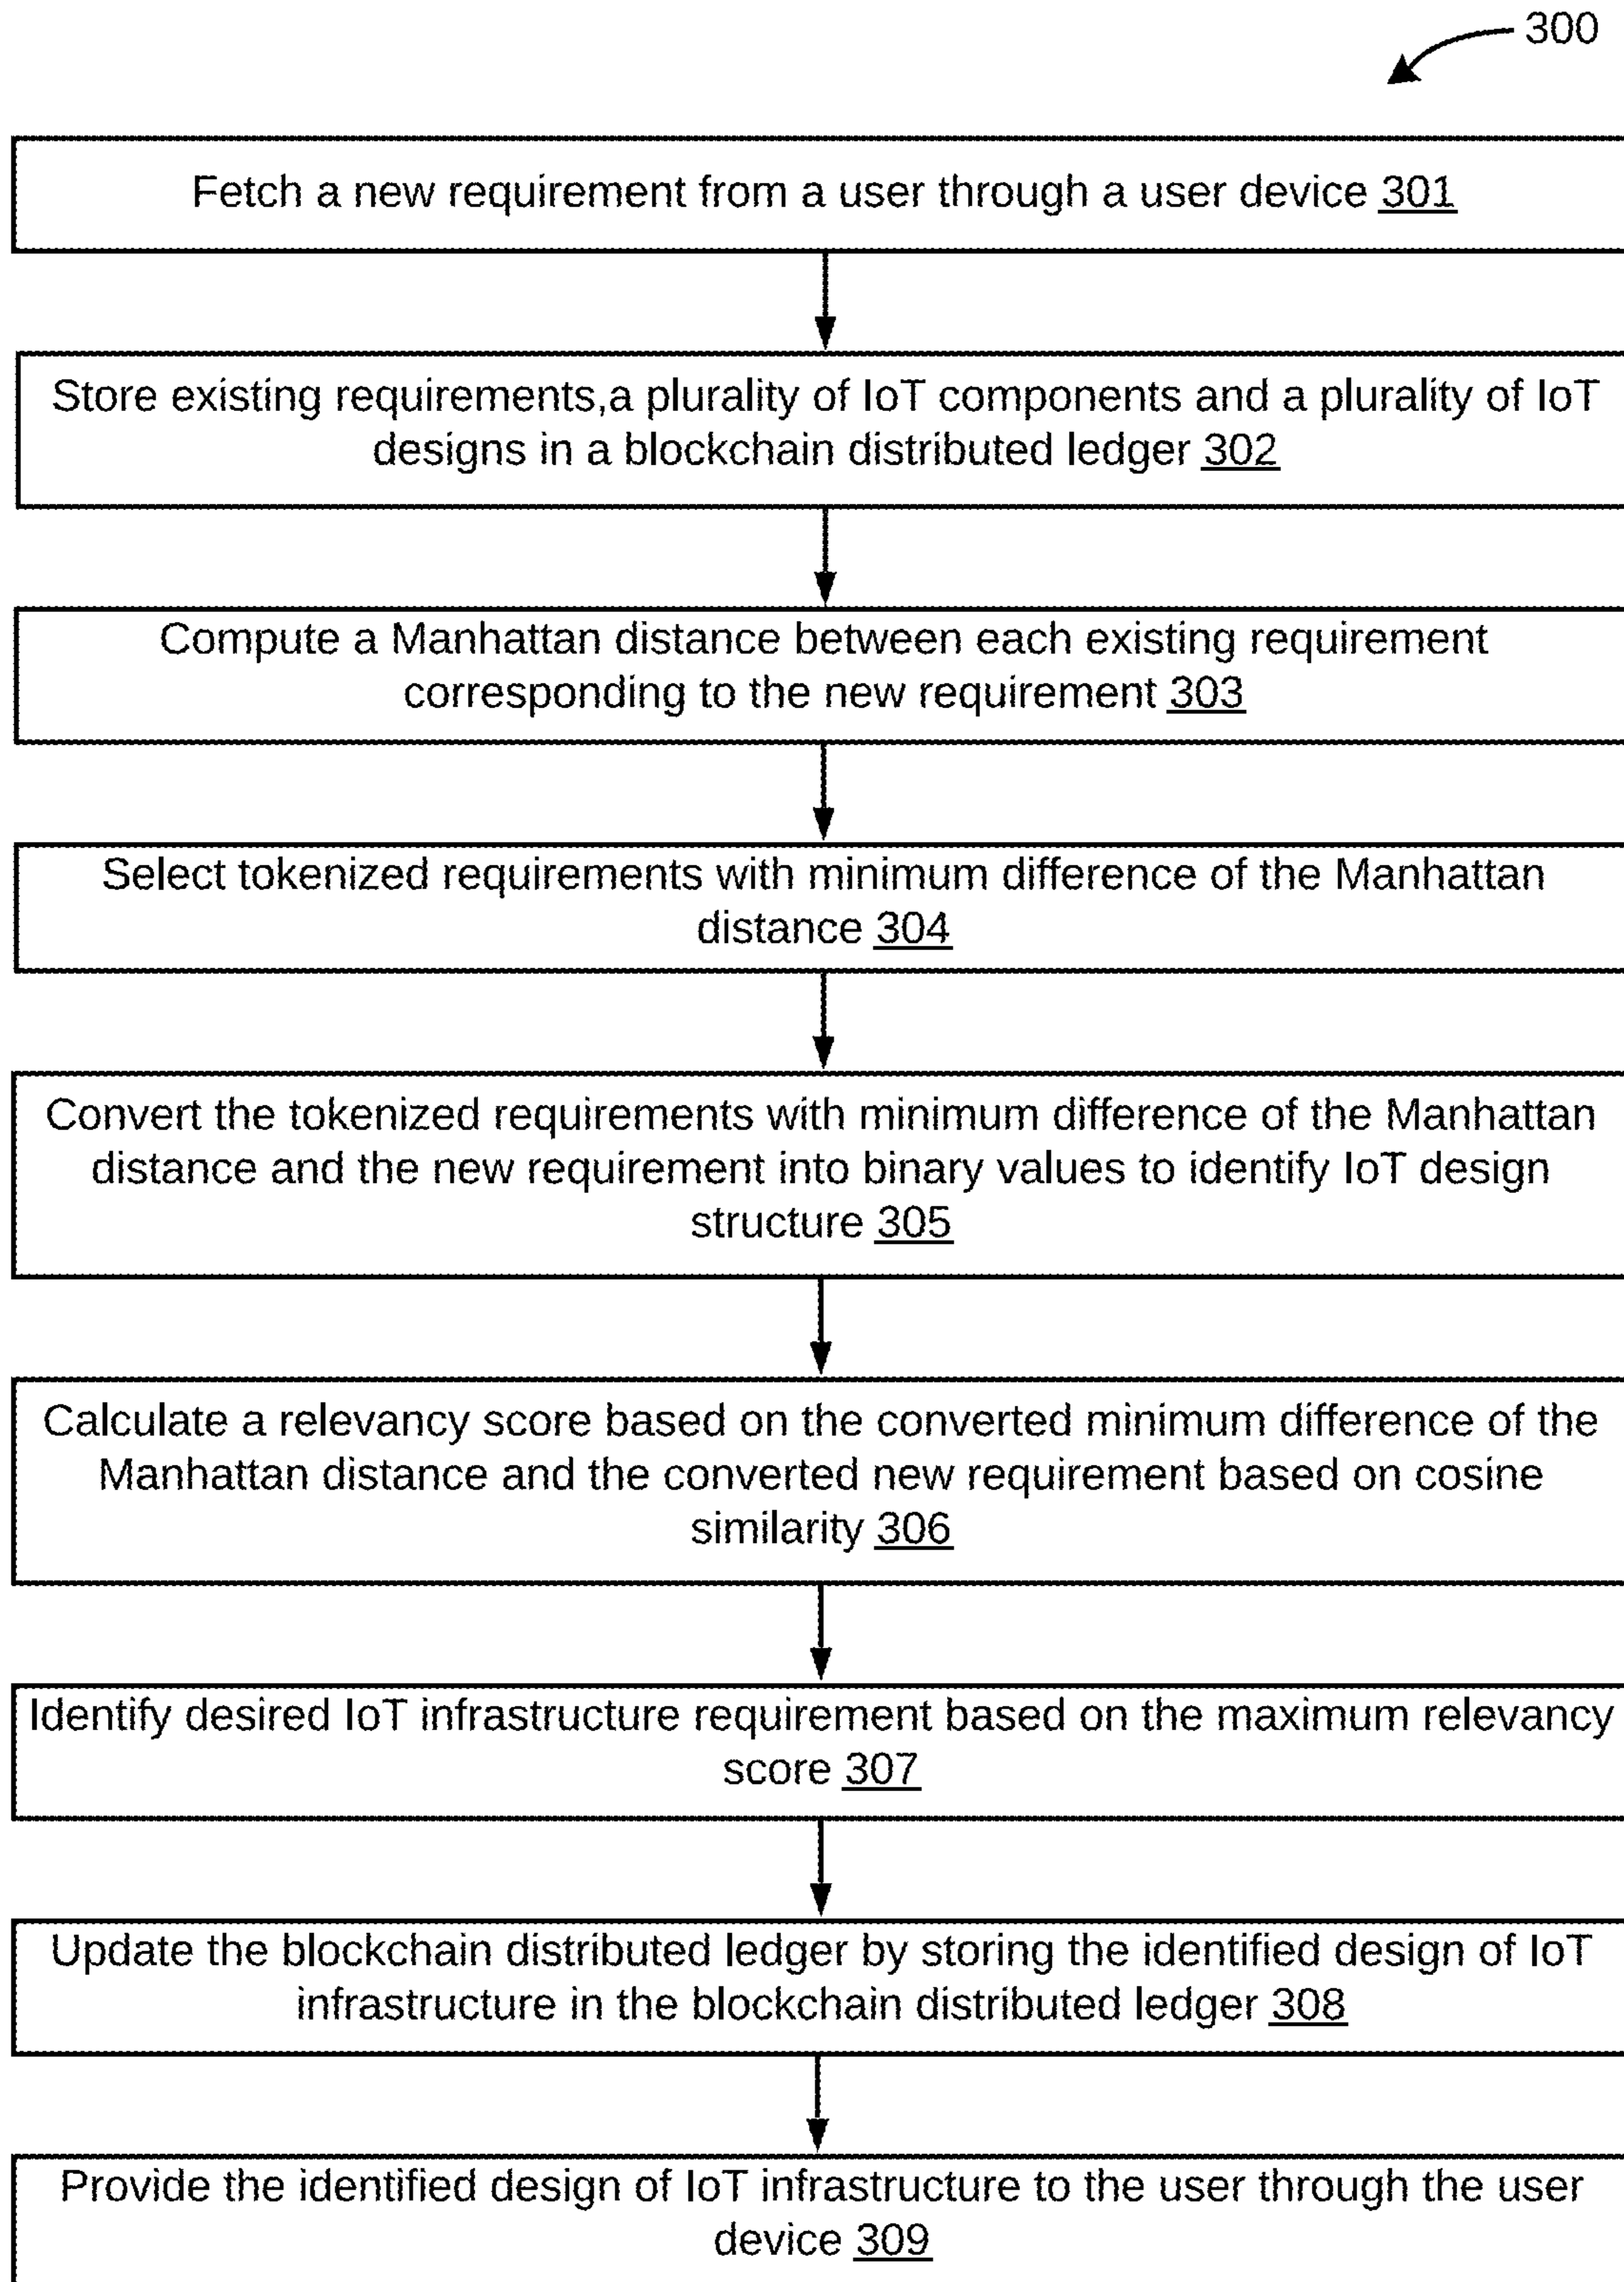 300
Fetch a new requirement from a user through a user device 301
Store existing requirements,a plurality of IoT components and a plurality of IoT
designs in a blockchain distributed ledger 302
Compute a Manhattan distance between each existing requirement
corresponding to the new requirement 303
Select tokenized requirements with minimum difference of the Manhattan
distance 304
Convert the tokenized requirements with minimum difference of the Manhattan
distance and the new requirement into binary values to identify IoT design
structure 305
Calculate a relevancy score based on the converted minimum difference of the
Manhattan distance and the converted new requirement based on cosine
similarity 306
Identify desired IoT infrastructure requirement based on the maximum relevancy
score 307
Update the blockchain distributed ledger by storing the identified design of IoT
infrastructure in the blockchain distributed ledger 308
Provide the identified design of IoT infrastructure to the user through the user
device 309